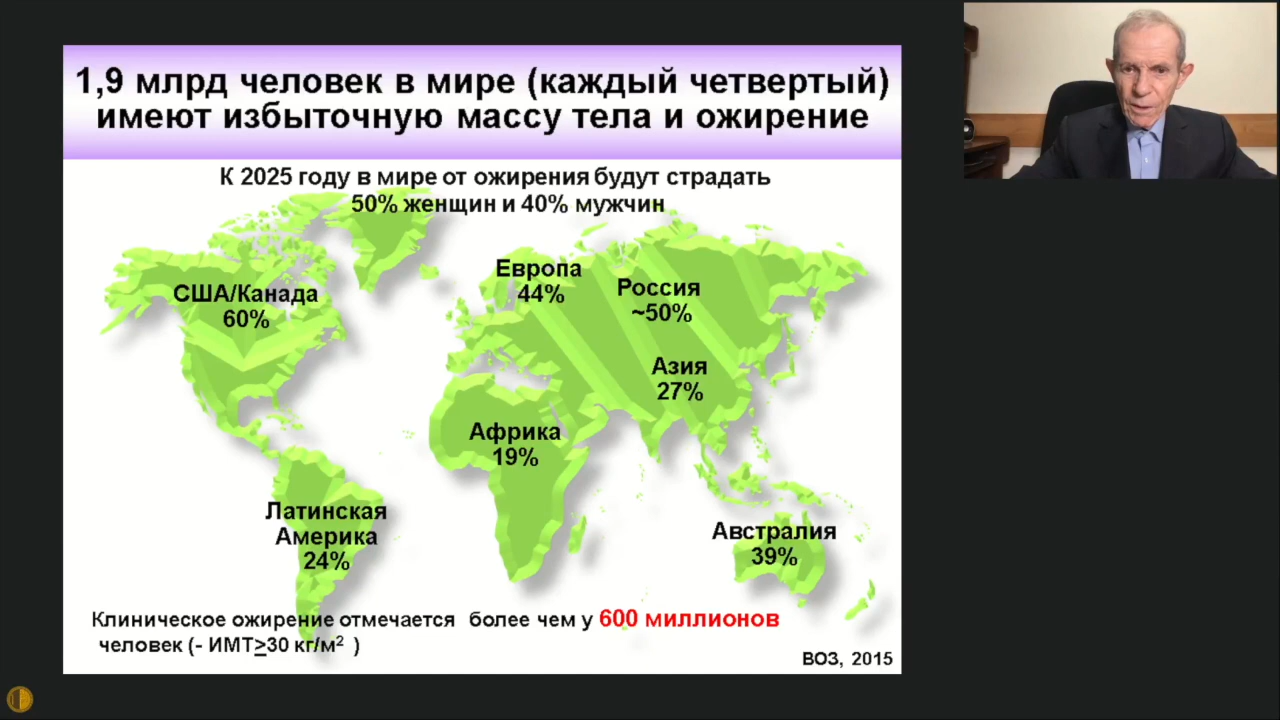 1,9 млрд человек в мире (каждый четвертый)
имеют избыточную массу тела и ожирение
К 2025 году в мире от ожирения будут страдать
50% женщин и 40% мужчин
Европа
44%
Россия
~50%
США/Канада
60%
Азия
27%
Африка
19%
Латинская
Америка
24%
Австралия
39%
Клиническое ожирение отмечается более чем у 600 миллионов
человек (- ИМТ≥30 кг/м² )
ВОЗ, 2015